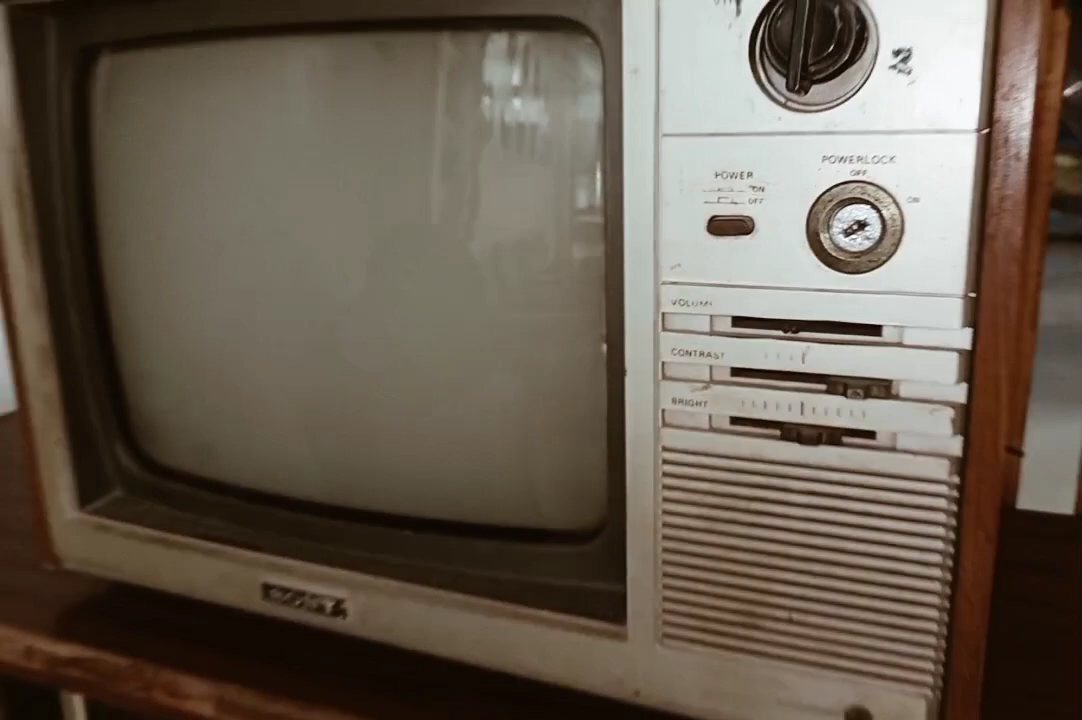 POWER
ON
OFF
POWERLOCK
OFF
ON
VOLUME
CONTRAST
BRIGHT
SONY